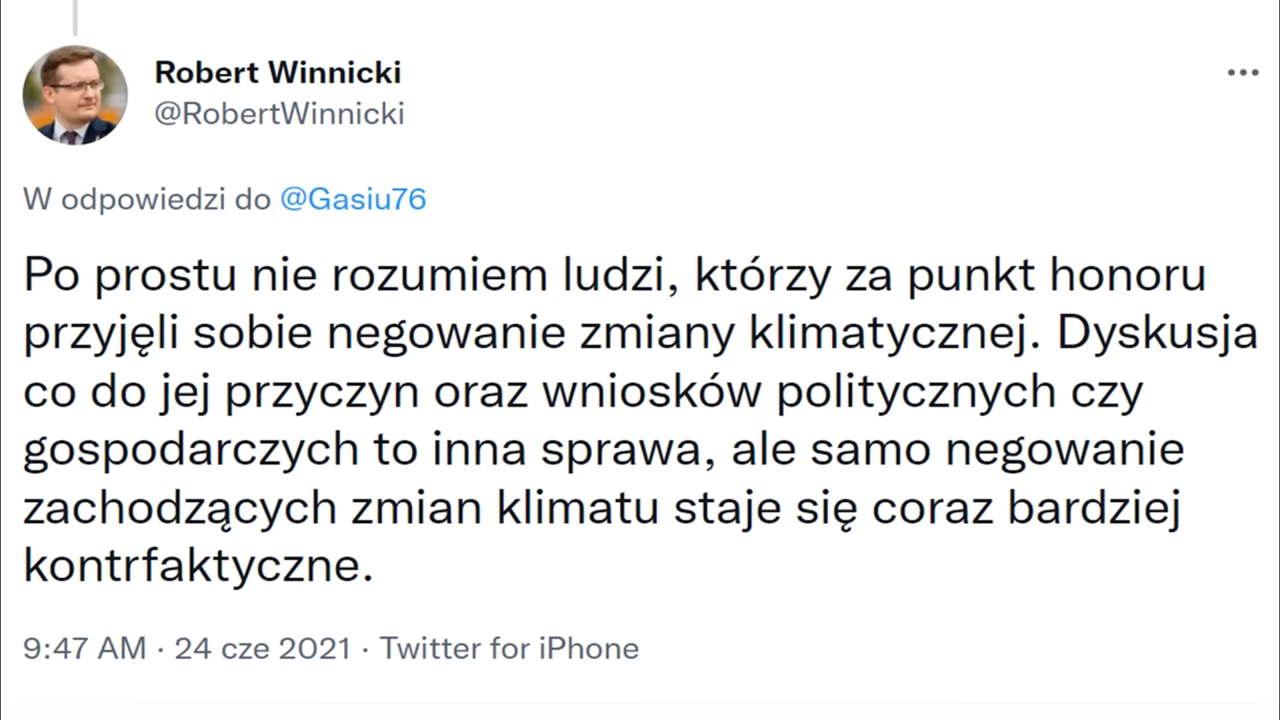 Robert Winnicki
@RobertWinnicki
W odpowiedzi do @Gasiu76
Po prostu nie rozumiem ludzi, którzy za punkt honoru
przyjęli sobie negowanie zmiany klimatycznej. Dyskusja
co do jej przyczyn oraz wniosków politycznych czy
gospodarczych to inna sprawa, ale samo negowanie
zachodzących zmian klimatu staje się coraz bardziej
kontrfaktyczne.
9:47 AM · 24 cze 2021 · Twitter for iPhone